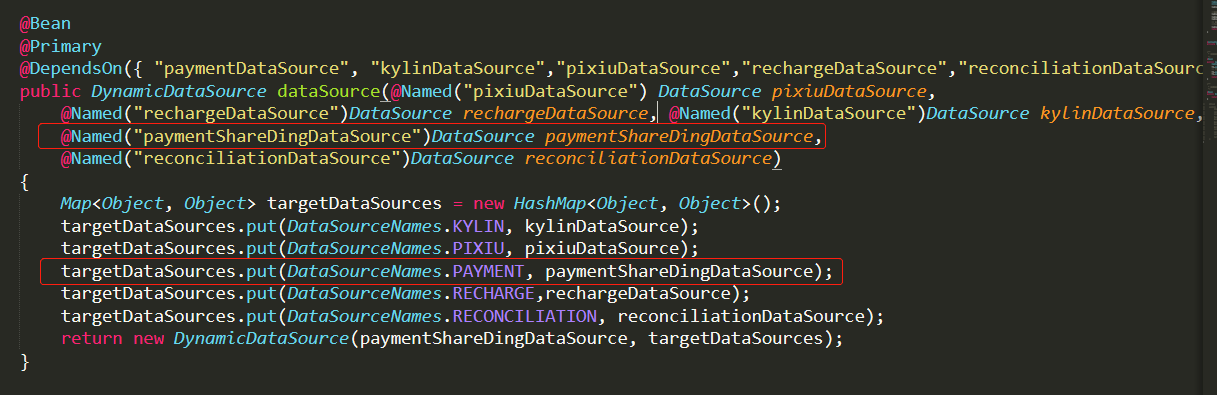 @Bean
@Primary
@DependsOn({ "paymentDataSource", "kylinDataSource","pixiuDataSource","rechargeDataSource","reconciliationDataSourc
public DynamicDataSource dataSource(@Named("pixiuDataSource") DataSource pixiuDataSource,
@Named("rechargeDataSource")DataSource rechargeDataSource, @Named("kylinDataSource")DataSource kylinDataSource,
@Named("paymentShareDingDataSource")DataSource paymentShareDingDataSource,
@Named("reconciliationDataSource")DataSource reconciliationDataSource)
{
Map<Object, Object> targetDataSources = new HashMap<Object, Object>();
targetDataSources.put(DataSourceNames.KYLIN, kylinDataSource);
targetDataSources.put(DataSourceNames.PIXIU, pixiuDataSource);
targetDataSources.put(DataSourceNames.PAYMENT, paymentShareDingDataSource);
targetDataSources.put(DataSourceNames.RECHARGE,rechargeDataSource);
targetDataSources.put(DataSourceNames.RECONCILIATION, reconciliationDataSource);
return new DynamicDataSource(paymentShareDingDataSource, targetDataSources);
}